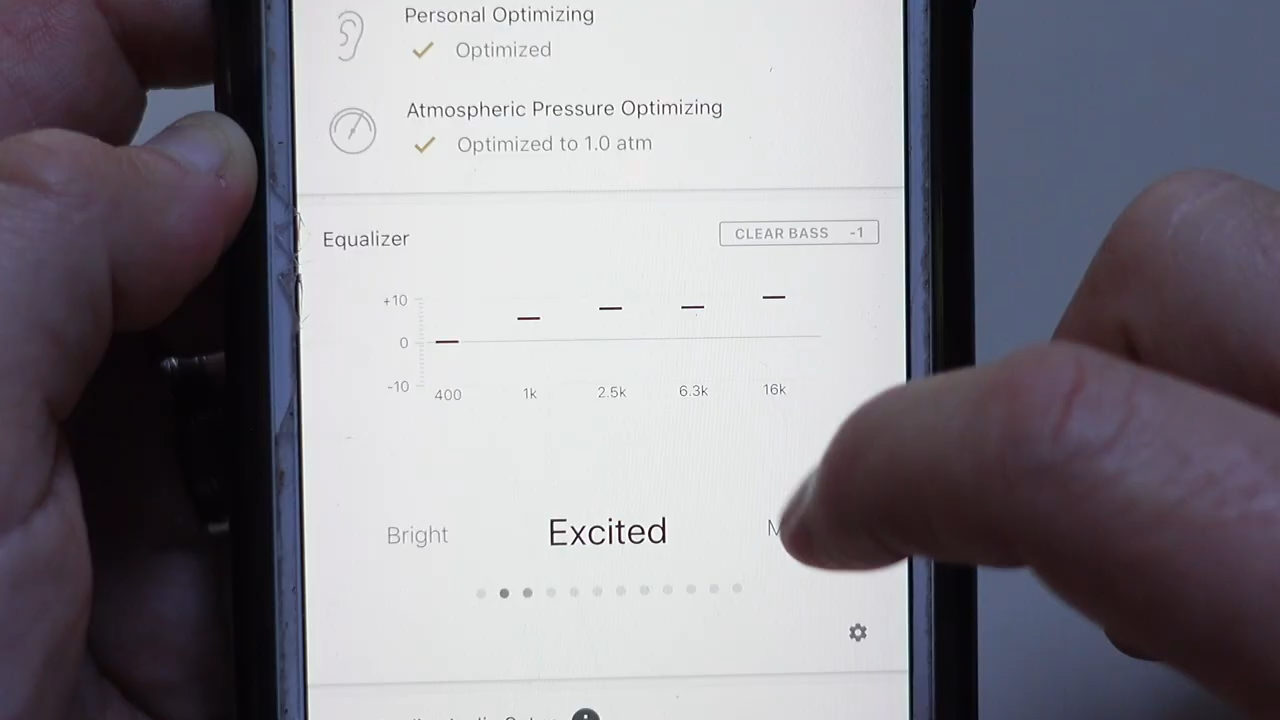 Personal Optimizing
Optimized
Atmospheric Pressure Optimizing
Optimized to 1.0 atm
Equalizer
CLEAR BASS -1
+10
0
-10
400 1k 2.5k 6.3k 16k
Bright Excited